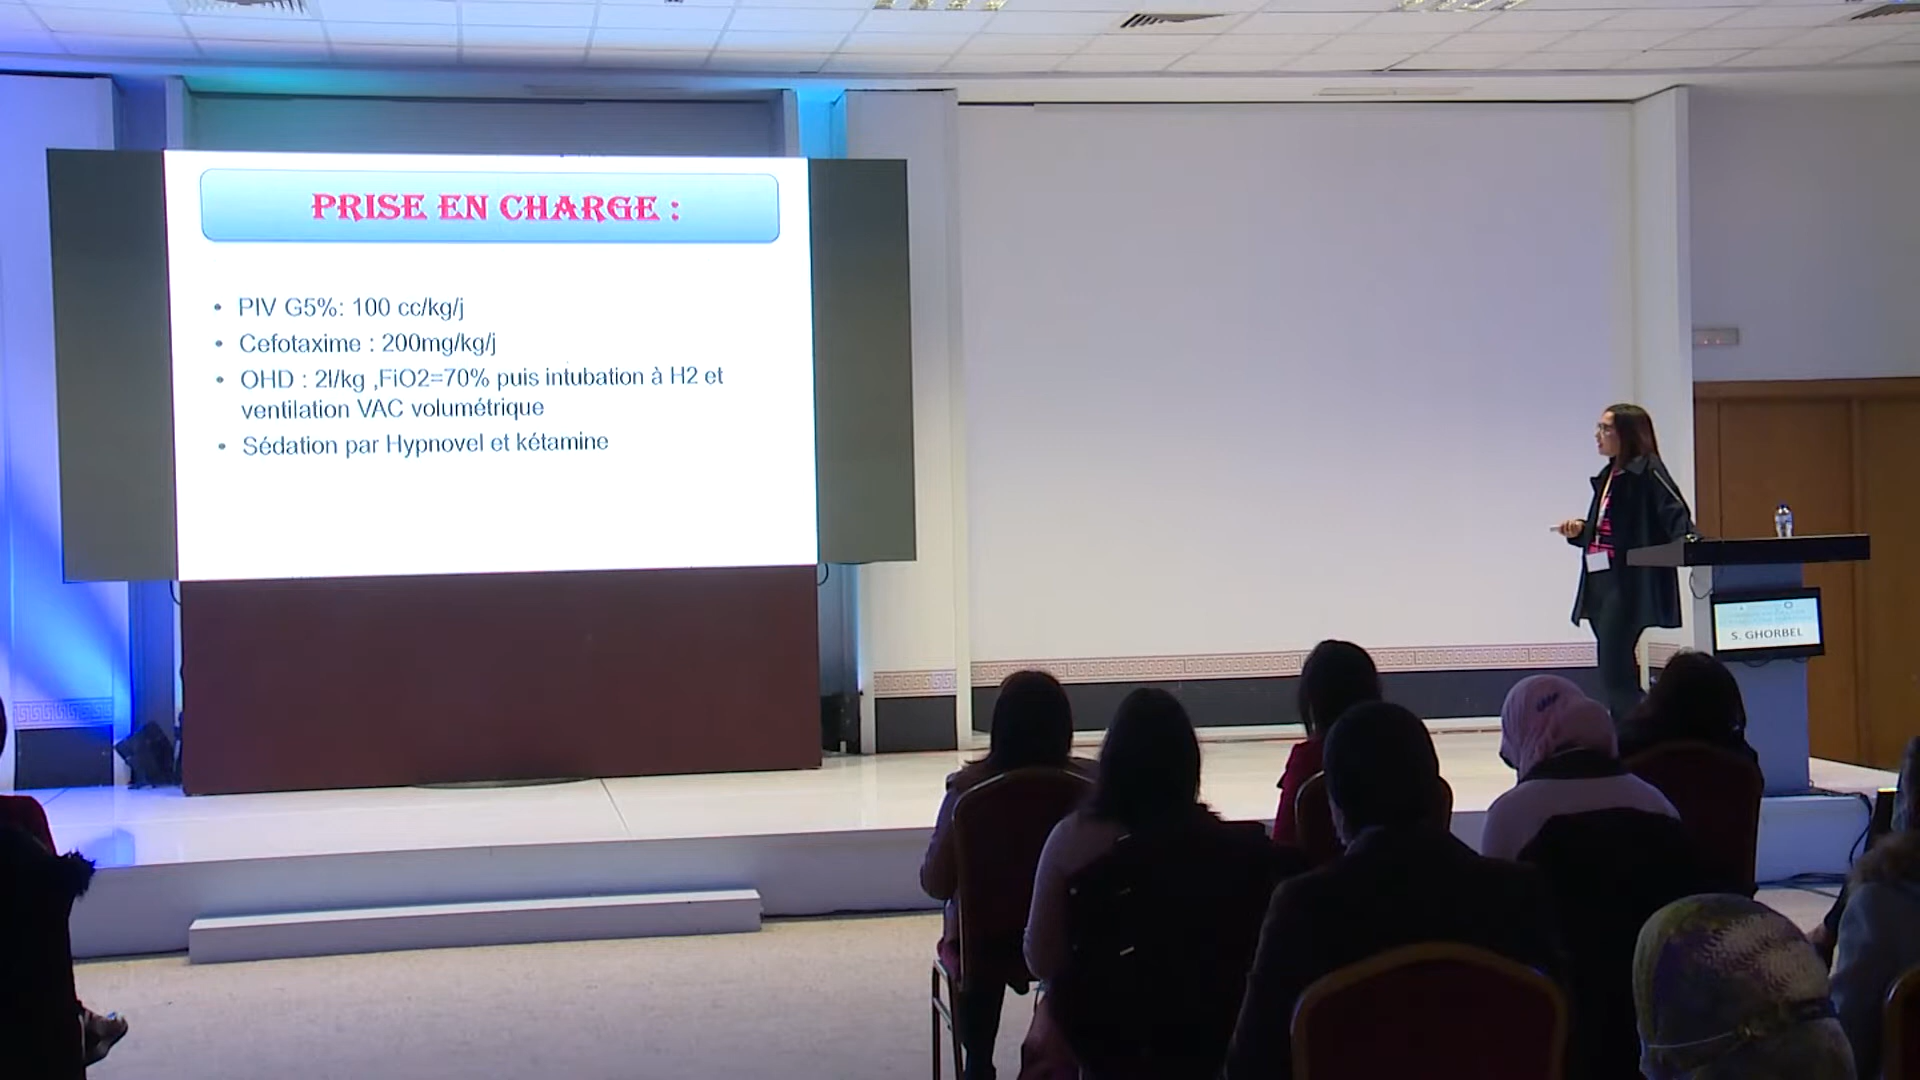 PRISE EN CHARGE :
• PIV G5%: 100 cc/kg/j
• Cefotaxime : 200mg/kg/j
• OHD : 2l/kg ,FiO2=70% puis intubation à H2 et
ventilation VAC volumétrique
• Sédation par Hypnovel et kétamine
S. GHORBEL